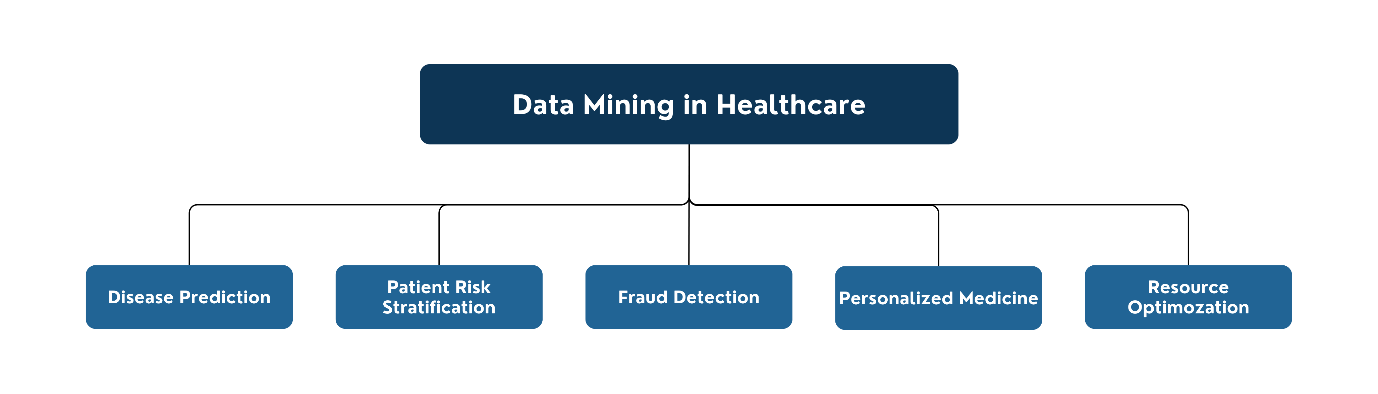 Data Mining in Healthcare
Disease Prediction
Patient Risk
Stratification
Fraud Detection
Personalized Medicine
Resource
Optimozation